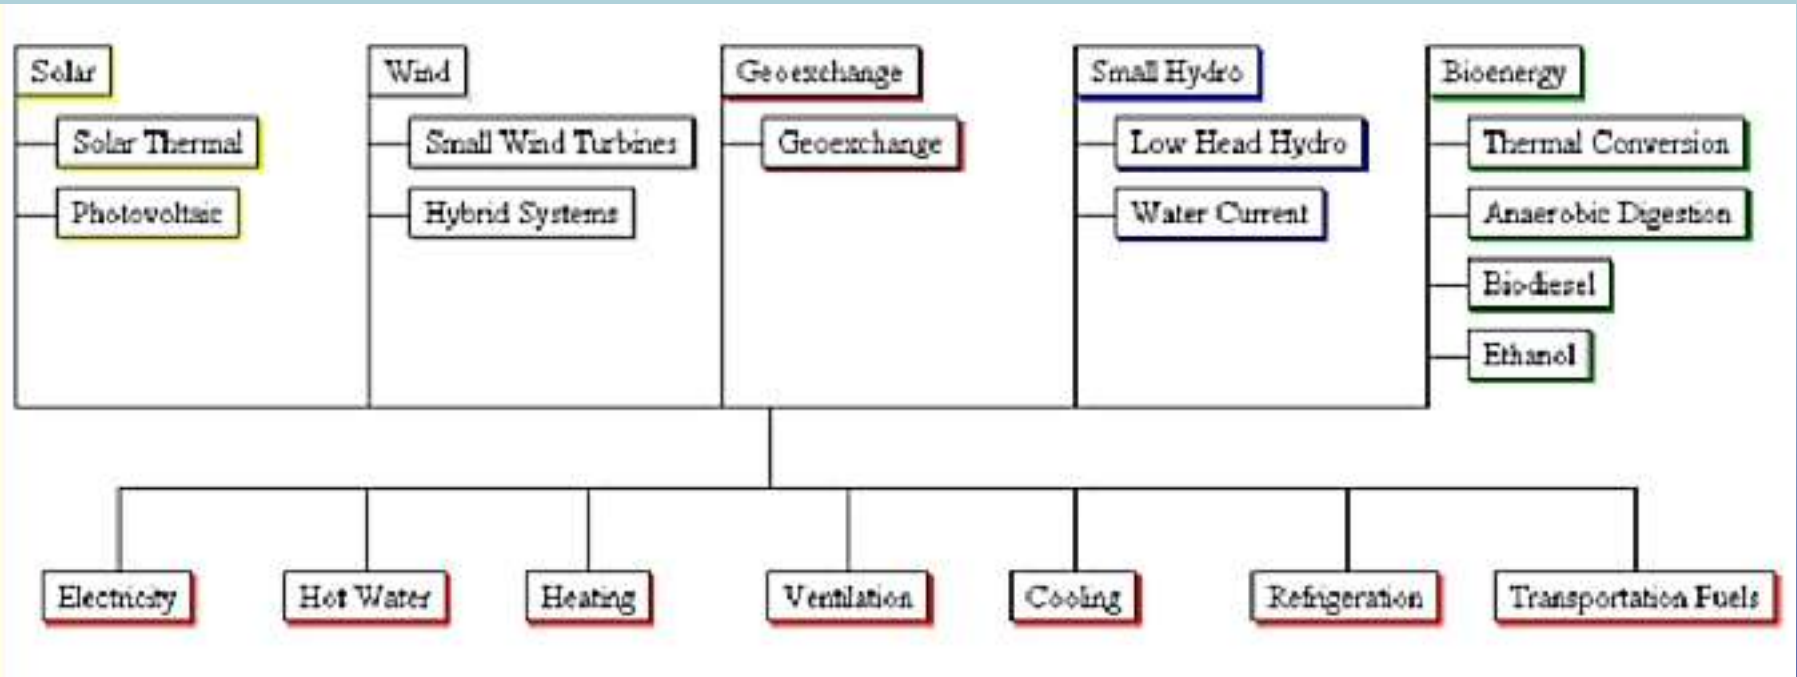 Solar
Solar Thermal
Photovoltaic
Wind
Small Wind Turbines
Hybrid Systems
Geoexchange
Geoexchange
Small Hydro
Low Head Hydro
Water Current
Bioenergy
Thermal Conversion
Anaerobic Digestion
Biodiesel
Ethanol
Electricity
Hot Water
Heating
Ventilation
Cooling
Refrigeration
Transportation Fuels